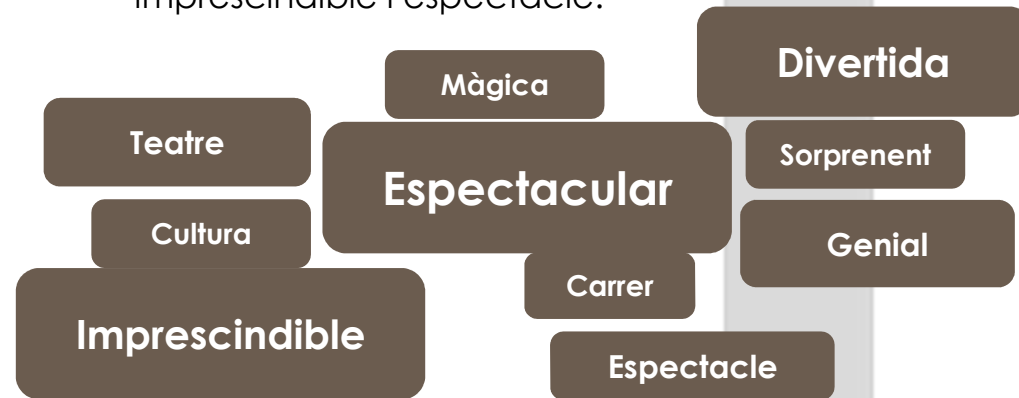 imprescindible i espectacle.
Divertida
Màgica
Teatre
Sorprenent
Espectacular
Cultura
Genial
Carrer
Imprescindible
Espectacle